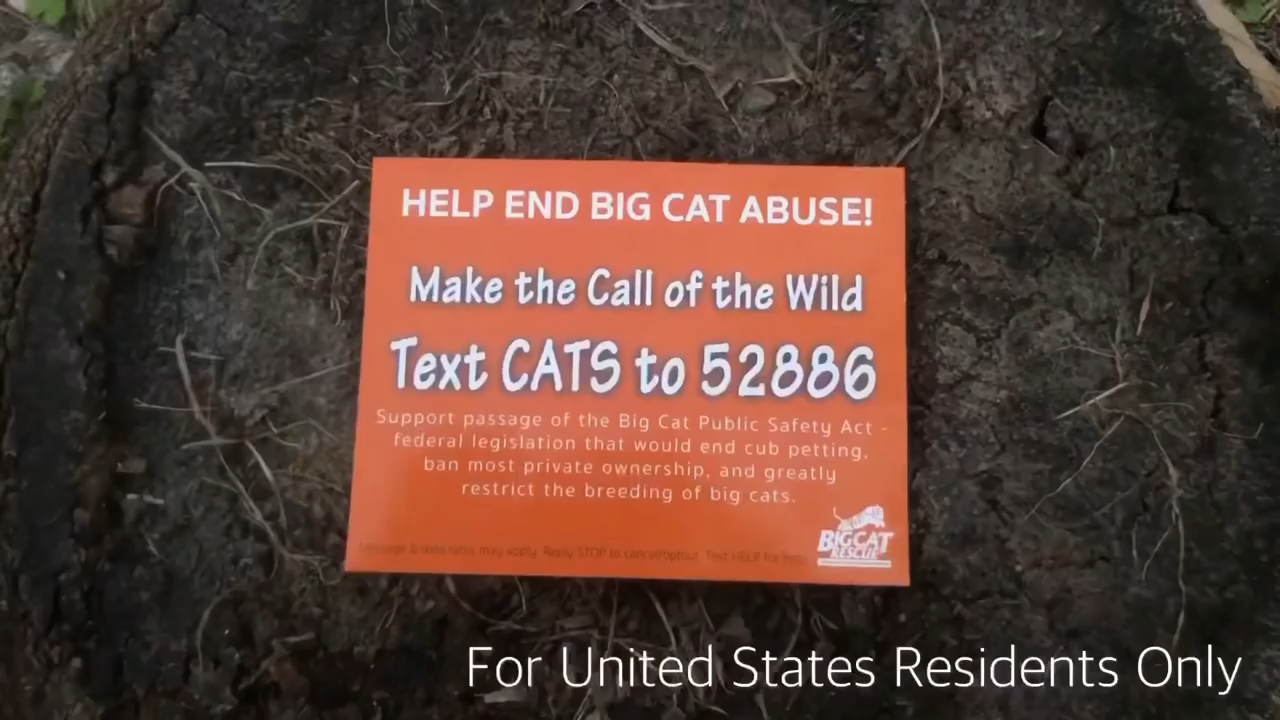 HELP END BIG CAT ABUSE!
Make the Call of the Wild
Text CATS to 52886
Support passage of the Big Cat Public Safety Act -
federal legislation that would end cub petting,
ban most private ownership, and greatly
restrict the breeding of big cats.
Message & data rates may apply. Reply STOP to cancel/optout. Text HELP for help
BIGCAT
RESCUE
For United States Residents Only